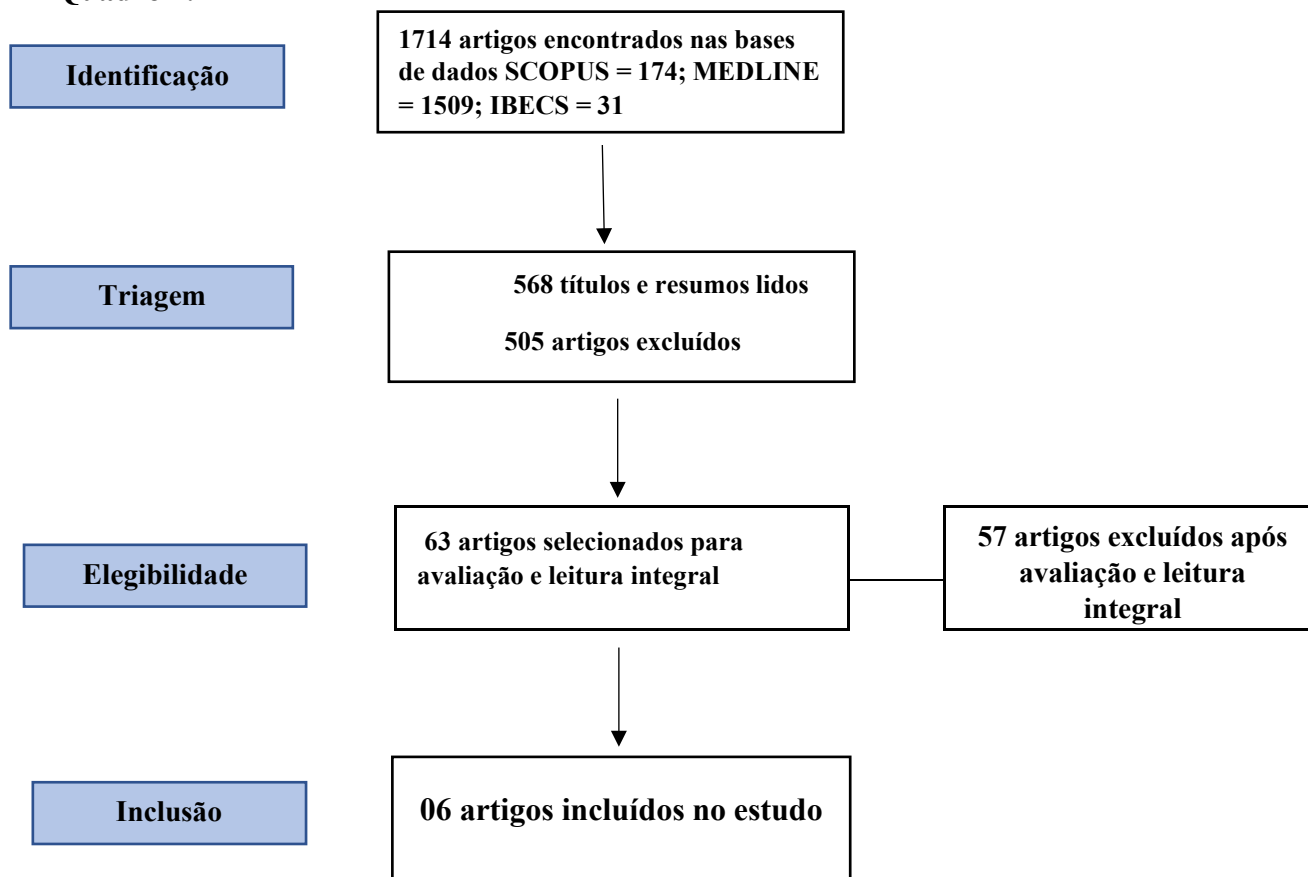 Identificação
1714 artigos encontrados nas bases
de dados SCOPUS = 174; MEDLINE
= 1509; IBECS = 31
Triagem
568 títulos e resumos lidos
505 artigos excluídos
Elegibilidade
63 artigos selecionados para
avaliação e leitura integral
57 artigos excluídos após
avaliação e leitura
integral
Inclusão
06 artigos incluídos no estudo